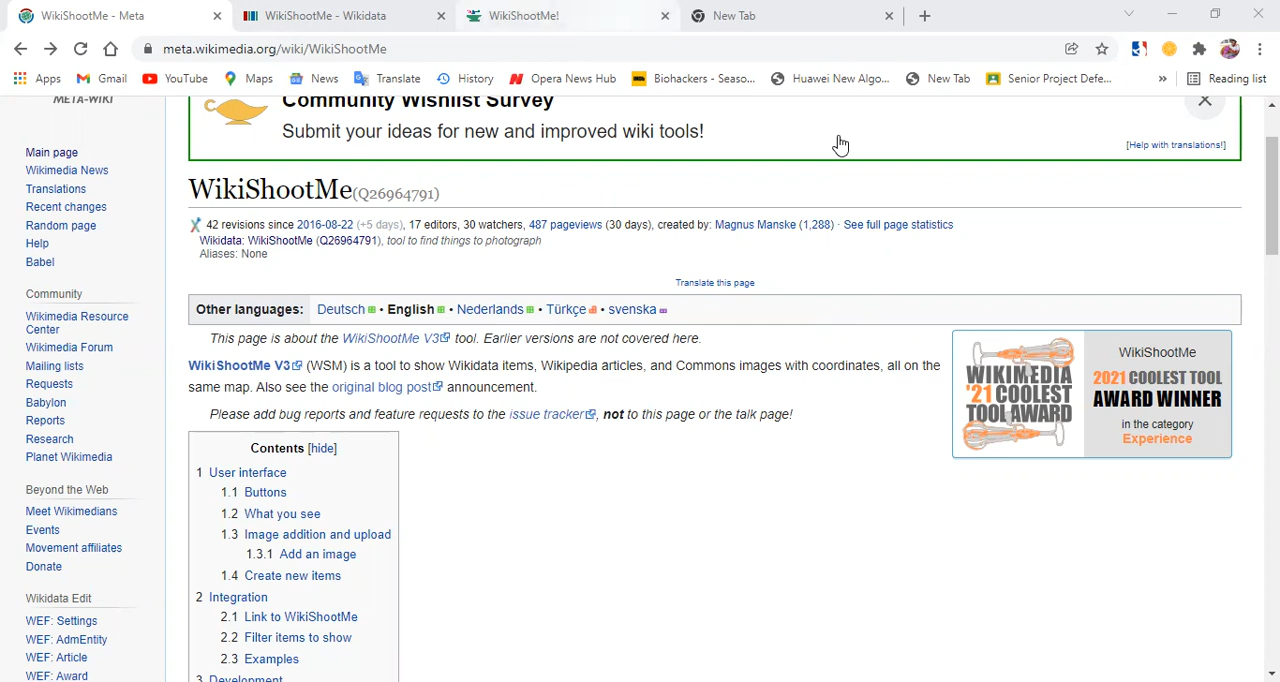 WikiShootMe - Meta
WikiShootMe - Wikidata
WikiShootMe!
New Tab
meta.wikimedia.org/wiki/WikiShootMe
Apps
Gmail
YouTube
Maps
News
Translate
History
Opera News Hub
Biohackers - Seaso...
Huawei New Algo...
New Tab
Senior Project Defe...
»
Reading list
META-WIKI
Main page
Wikimedia News
Translations
Recent changes
Random page
Help
Babel
Community
Wikimedia Resource
Center
Wikimedia Forum
Mailing lists
Requests
Babylon
Reports
Research
Planet Wikimedia
Beyond the Web
Meet Wikimedians
Events
Movement affiliates
Donate
Wikidata Edit
WEF: Settings
WEF: AdmEntity
WEF: Article
WEF: Award
Community Wishlist Survey
Submit your ideas for new and improved wiki tools!
[Help with translations!]
WikiShootMe(Q26964791)
42 revisions since 2016-08-22 (+5 days), 17 editors, 30 watchers, 487 pageviews (30 days), created by: Magnus Manske (1,288) · See full page statistics
Wikidata: WikiShootMe (Q26964791), tool to find things to photograph
Aliases: None
Translate this page
Other languages: Deutsch • English • Nederlands • Türkçe • svenska
This page is about the WikiShootMe V3 tool. Earlier versions are not covered here.
WikiShootMe V3 (WSM) is a tool to show Wikidata items, Wikipedia articles, and Commons images with coordinates, all on the
same map. Also see the original blog post announcement.
Please add bug reports and feature requests to the issue tracker, not to this page or the talk page!
WIKIMEDIA
'21 COOLEST
TOOL AWARD
WikiShootMe
2021 COOLEST TOOL
AWARD WINNER
in the category
Experience
Contents [hide]
1 User interface
1.1 Buttons
1.2 What you see
1.3 Image addition and upload
1.3.1 Add an image
1.4 Create new items
2 Integration
2.1 Link to WikiShootMe
2.2 Filter items to show
2.3 Examples
3 Development